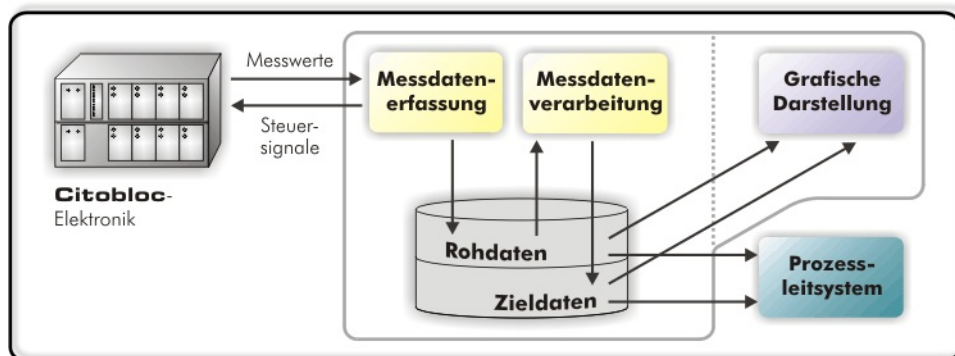 Messwerte
Steuer-
signale
Citobloc-
Elektronik
Messdaten-
erfassung
Messdaten-
verarbeitung
Grafische
Darstellung
Rohdaten
Zieldaten
Prozess-
leitsystem